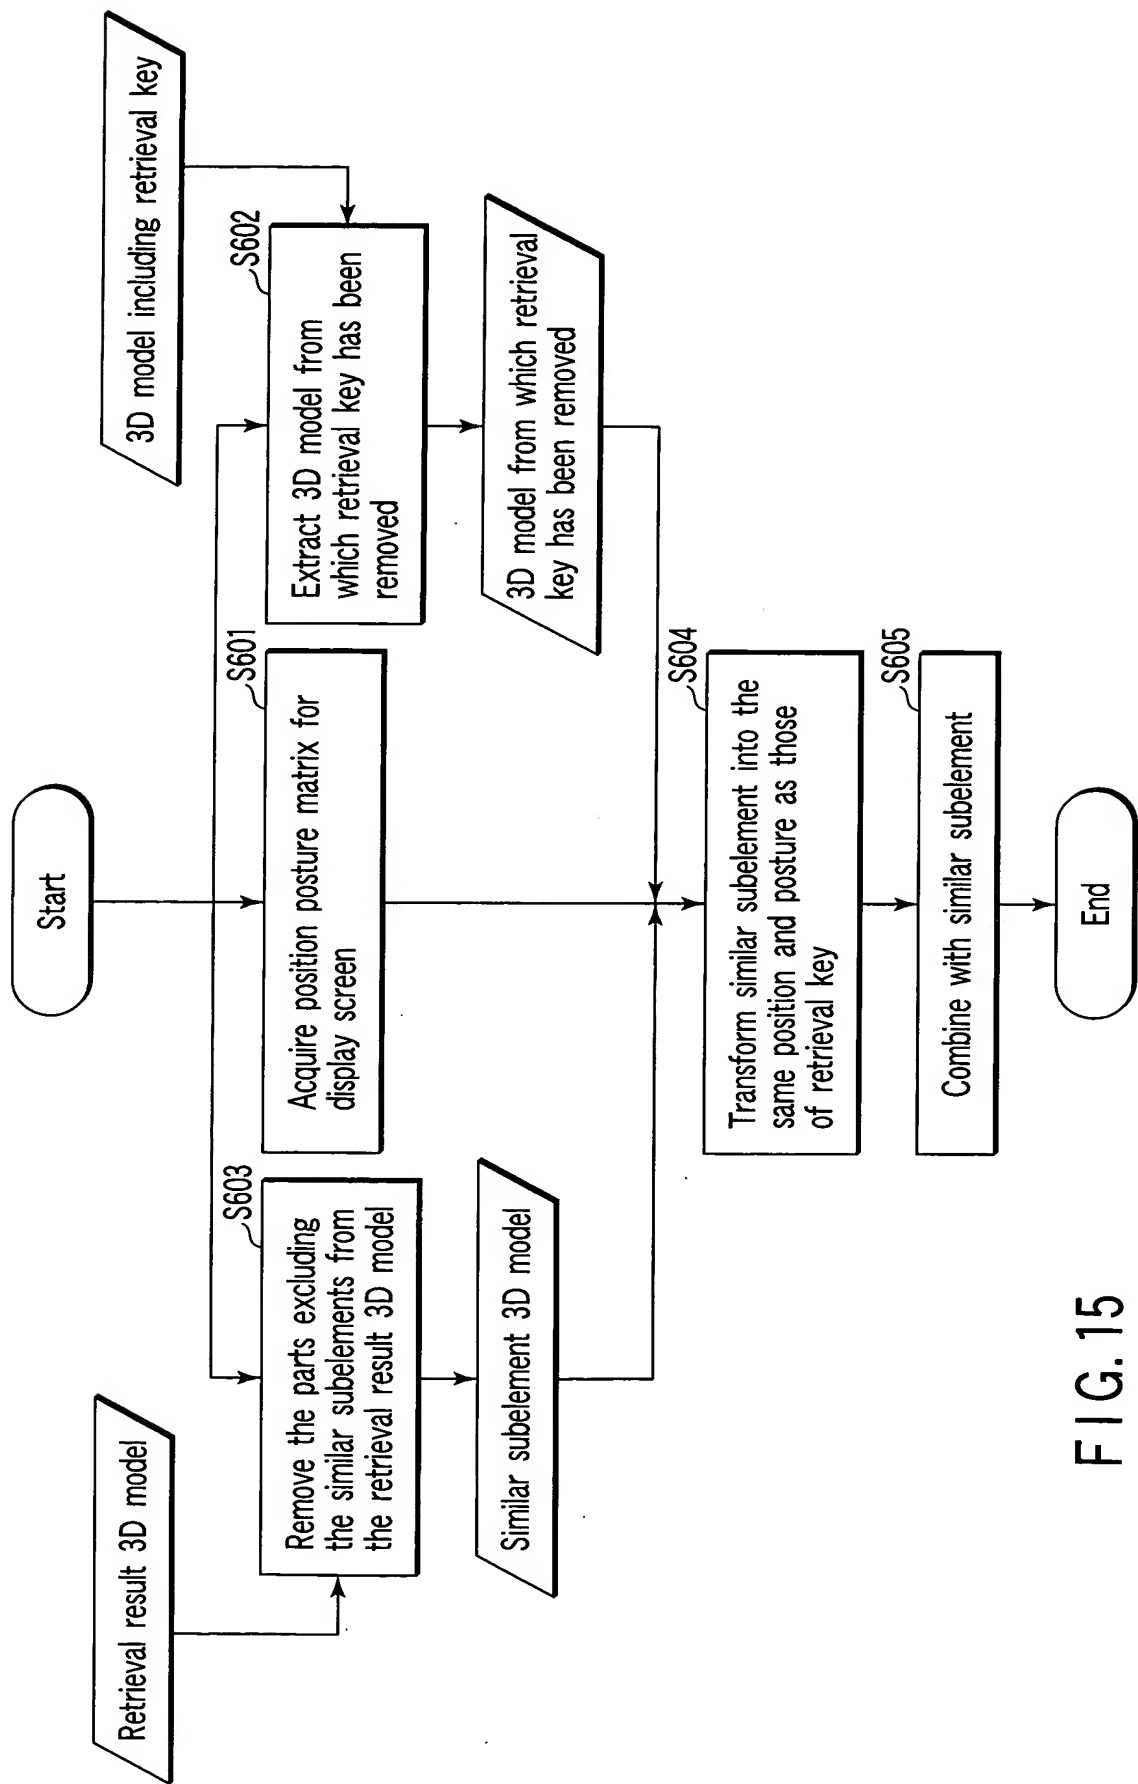 Start
Retrieval result 3D model
3D model including retrieval key
S603
Remove the parts excluding
the similar subelements from
the retrieval result 3D model
S601
Acquire position posture matrix for
display screen
S602
Extract 3D model from
which retrieval key has been
removed
Similar subelement 3D model
3D model from which retrieval
key has been removed
S604
Transform similar subelement into the
same position and posture as those
of retrieval key
S605
Combine with similar subelement
End
FIG. 15